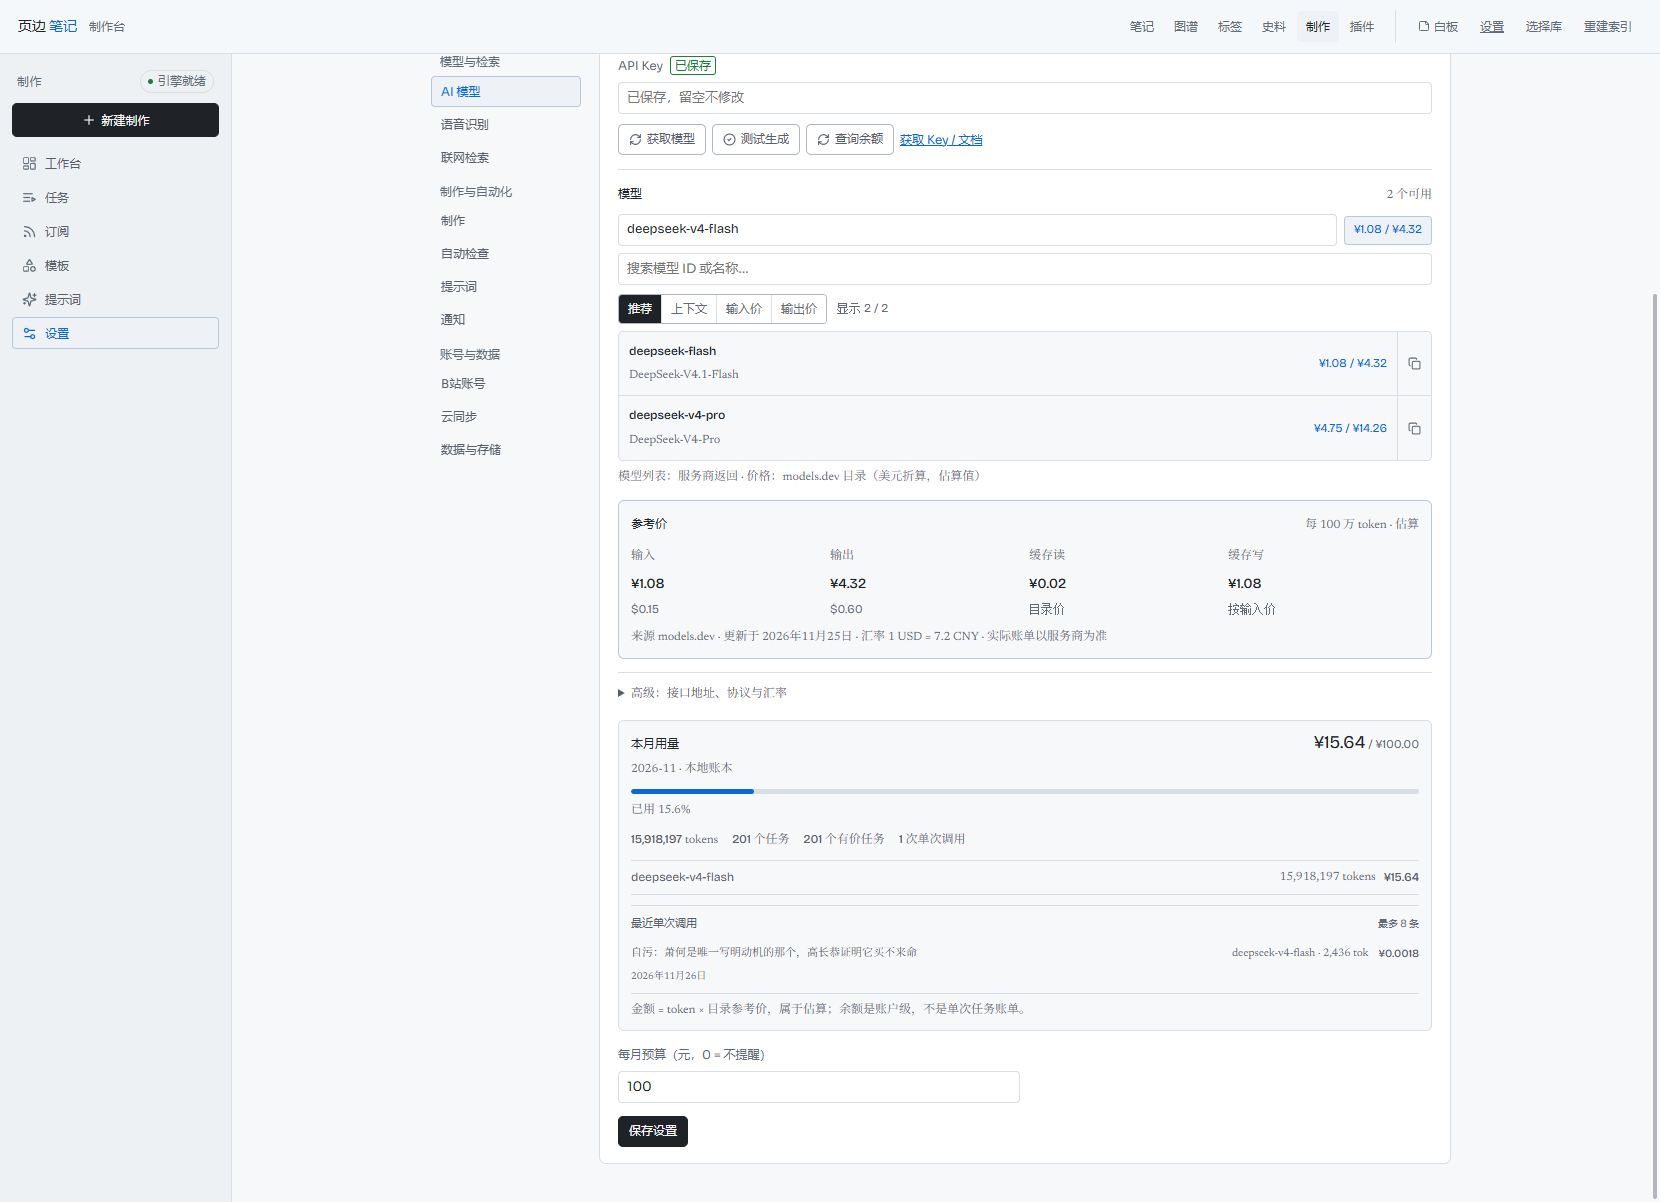 页边 笔记 制作台
笔记 图谱 标签 史料 制作 插件 白板 设置 选择库 重建索引
制作 引擎就绪
新建制作
工作台
任务
订阅
模板
提示词
设置
模型与检索
AI 模型
语音识别
联网检索
制作与自动化
制作
自动检查
提示词
通知
账号与数据
B站账号
云同步
数据与存储
API Key 已保存
已保存，留空不修改
获取模型 测试生成 查询余额 获取 Key / 文档
模型 2 个可用
deepseek-v4-flash ¥1.08 / ¥4.32
搜索模型 ID 或名称...
推荐 上下文 输入价 输出价 显示 2 / 2
deepseek-flash
DeepSeek-V4.1-Flash
¥1.08 / ¥4.32
deepseek-v4-pro
DeepSeek-V4-Pro
¥4.75 / ¥14.26
模型列表：服务商返回 · 价格：models.dev 目录（美元折算，估算值）
参考价 每 100 万 token · 估算
输入 输出 缓存读 缓存写
¥1.08 ¥4.32 ¥0.02 ¥1.08
$0.15 $0.60 目录价 按输入价
来源 models.dev · 更新于 2026年11月25日 · 汇率 1 USD = 7.2 CNY · 实际账单以服务商为准
高级：接口地址、协议与汇率
本月用量 ¥15.64 / ¥100.00
2026-11 · 本地账本
已用 15.6%
15,918,197 tokens 201 个任务 201 个有价任务 1 次单次调用
deepseek-v4-flash 15,918,197 tokens ¥15.64
最近单次调用 最多 8 条
自污：萧何是唯一写明动机的那个，高长恭证明它买不来命 deepseek-v4-flash · 2,436 tok ¥0.0018
2026年11月26日
金额 = token × 目录参考价，属于估算；余额是账户级，不是单次任务账单。
每月预算（元，0 = 不提醒）
100
保存设置